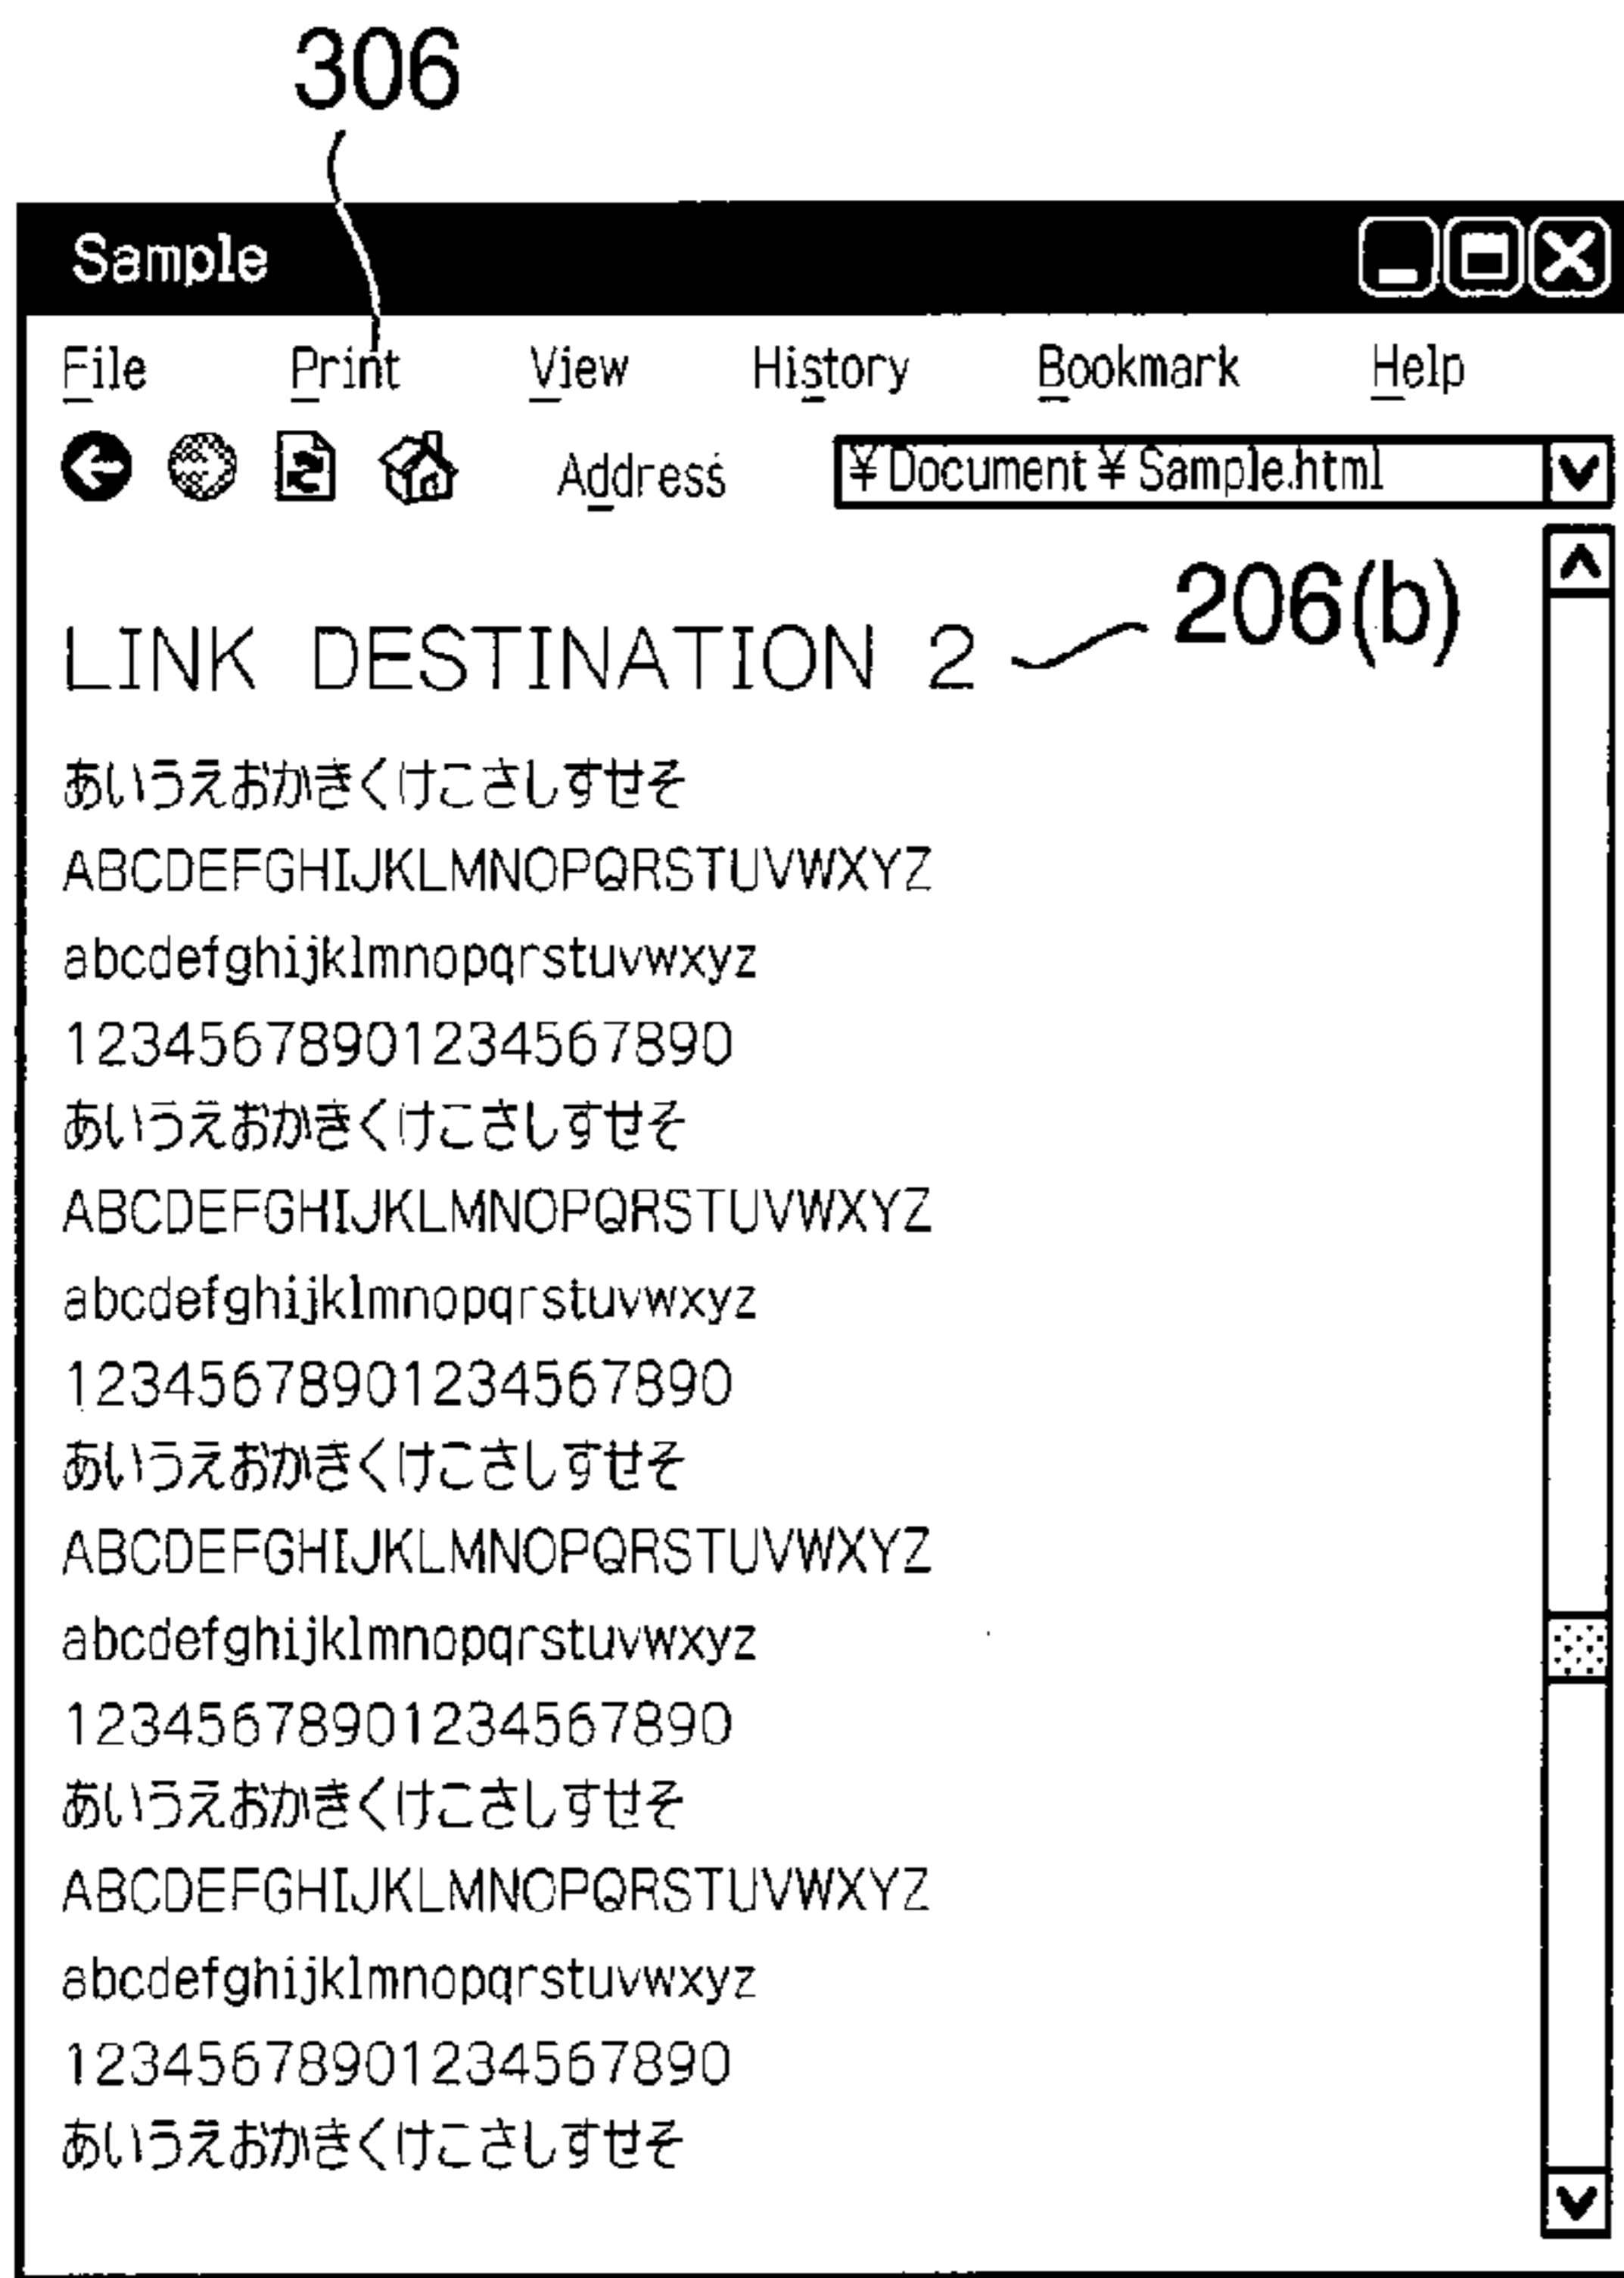 306
Sample
File Print View History Bookmark Help
Address ¥Document¥Sample.html
LINK DESTINATION 2 206(b)
あいうえおかきくけこさしすせそ
ABCDEFGHIJKLMNOPQRSTUVWXYZ
abcdefghijklmnopqrstuvwxyz
12345678901234567890
あいうえおかきくけこさしすせそ
ABCDEFGHIJKLMNOPQRSTUVWXYZ
abcdefghijklmnopqrstuvwxyz
12345678901234567890
あいうえおかきくけこさしすせそ
ABCDEFGHIJKLMNOPQRSTUVWXYZ
abcdefghijklmnopqrstuvwxyz
12345678901234567890
あいうえおかきくけこさしすせそ
ABCDEFGHIJKLMNOPQRSTUVWXYZ
abcdefghijklmnopqrstuvwxyz
12345678901234567890
あいうえおかきくけこさしすせそ